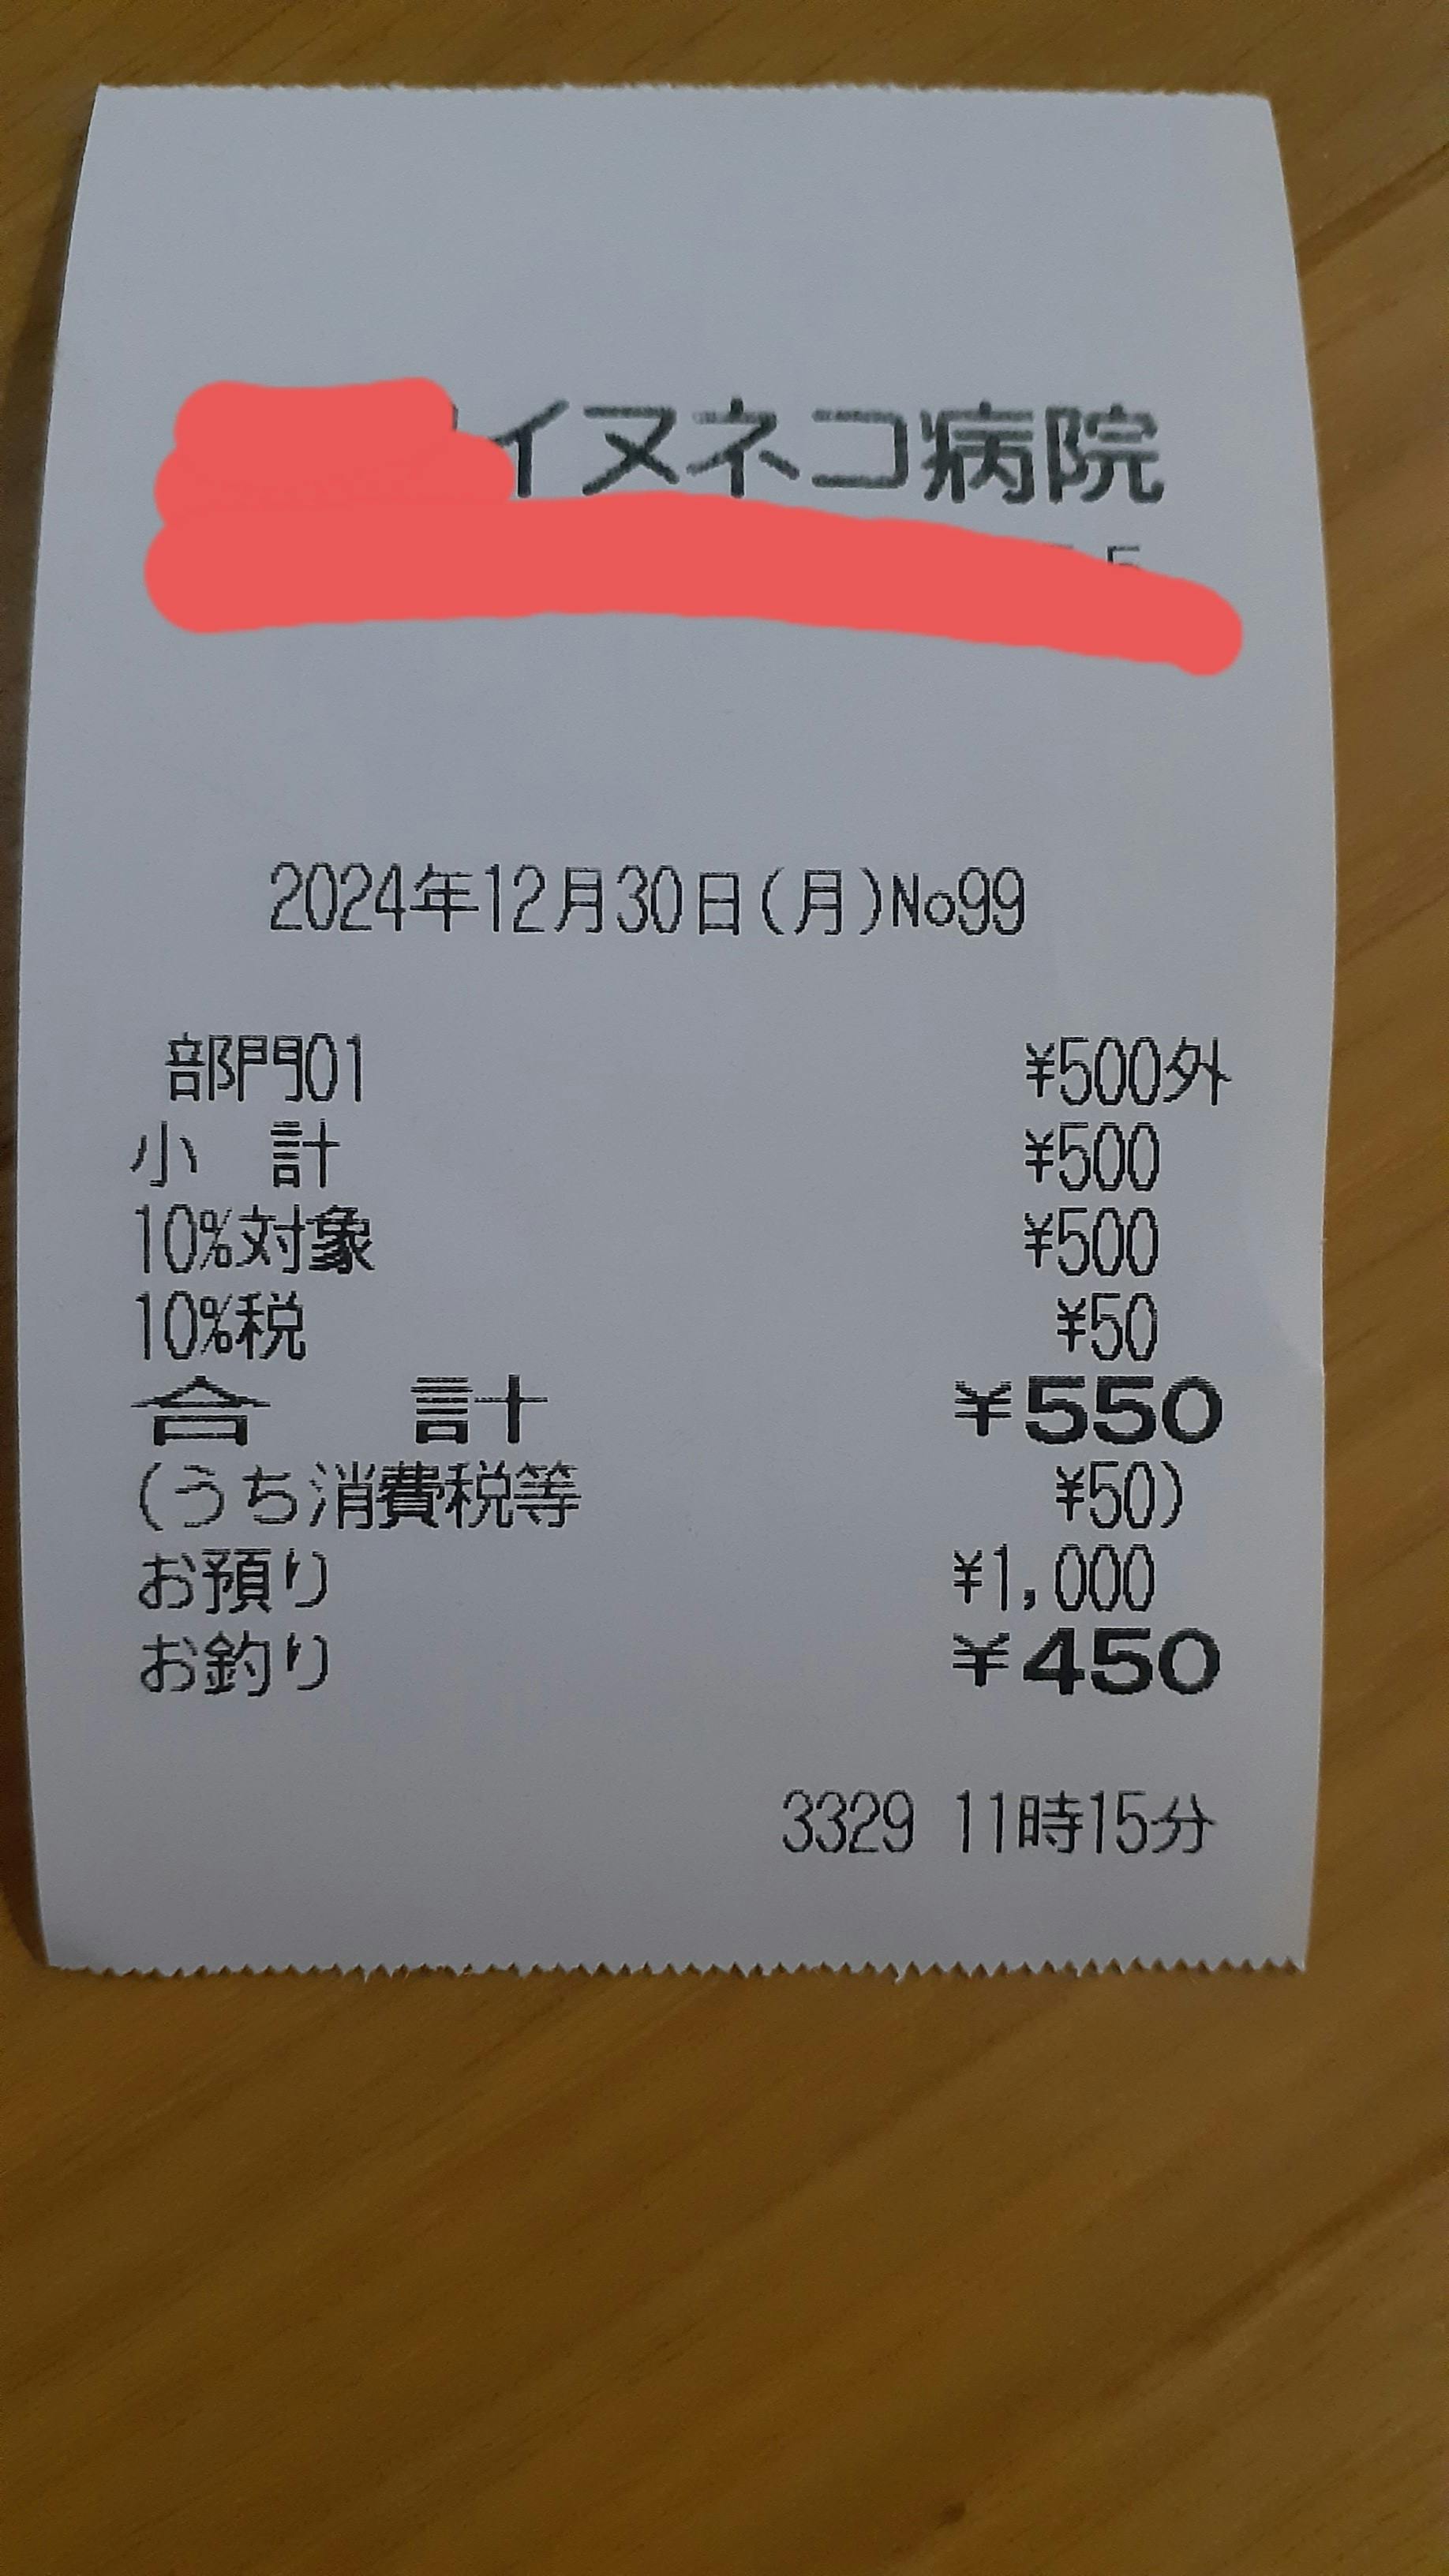 イヌネコ病院
2024年12月30日(月)No99
部門01 ¥500外
小 計 ¥500
10%対象 ¥500
10%税 ¥50
合 計 ¥550
(うち消費税等 ¥50)
お預り ¥1,000
お釣り ¥450
3329 11時15分